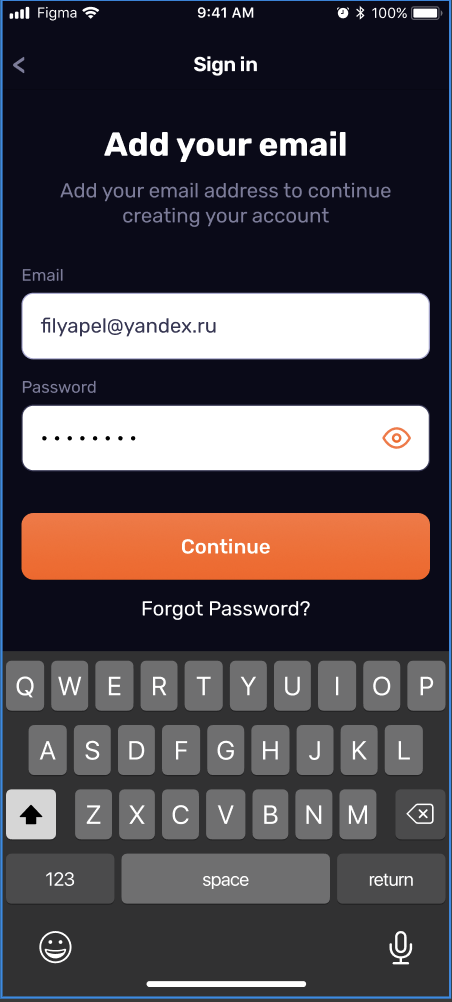 Figma 9:41 AM 100%
< Sign in
Add your email
Add your email address to continue
creating your account
Email
filyapel@yandex.ru
Password
••••••••
Continue
Forgot Password?
Q W E R T Y U I O P
A S D F G H J K L
Z X C V B N M
123 space return